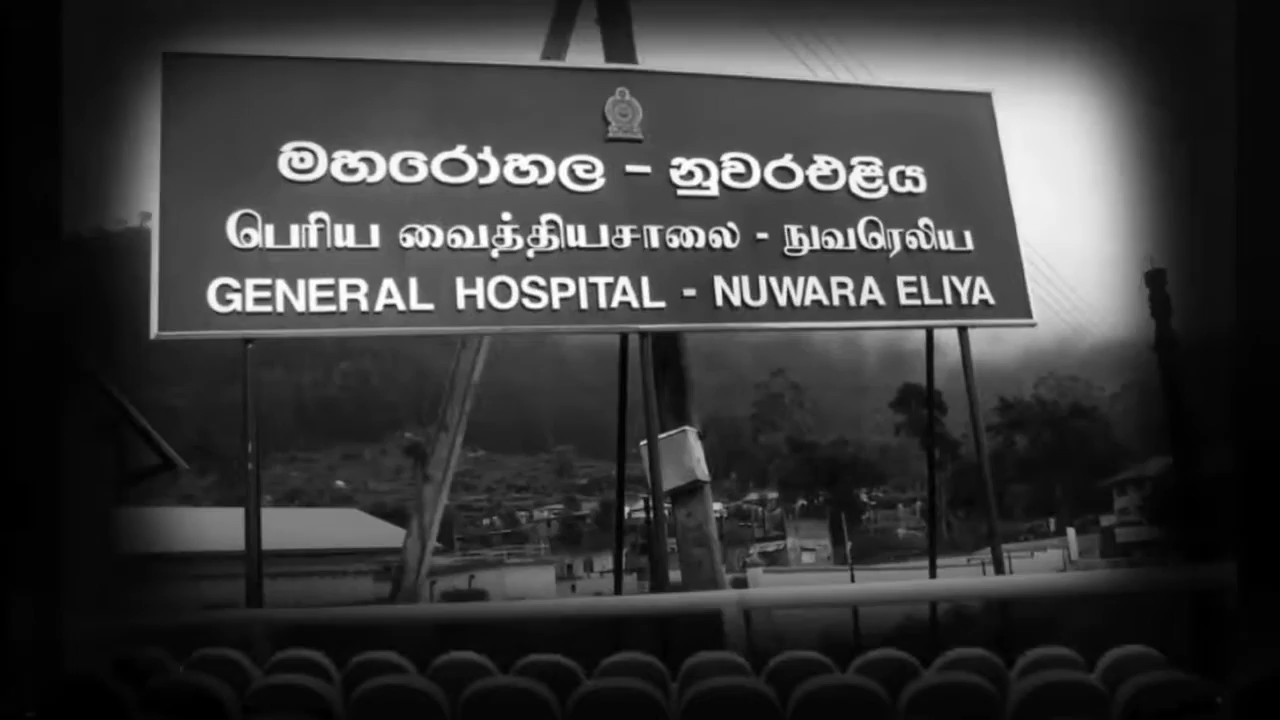 මහරෝහල - නුවරඑළිය
பெரிய வைத்தியசாலை - நுவரெலிய
GENERAL HOSPITAL - NUWARA ELIYA